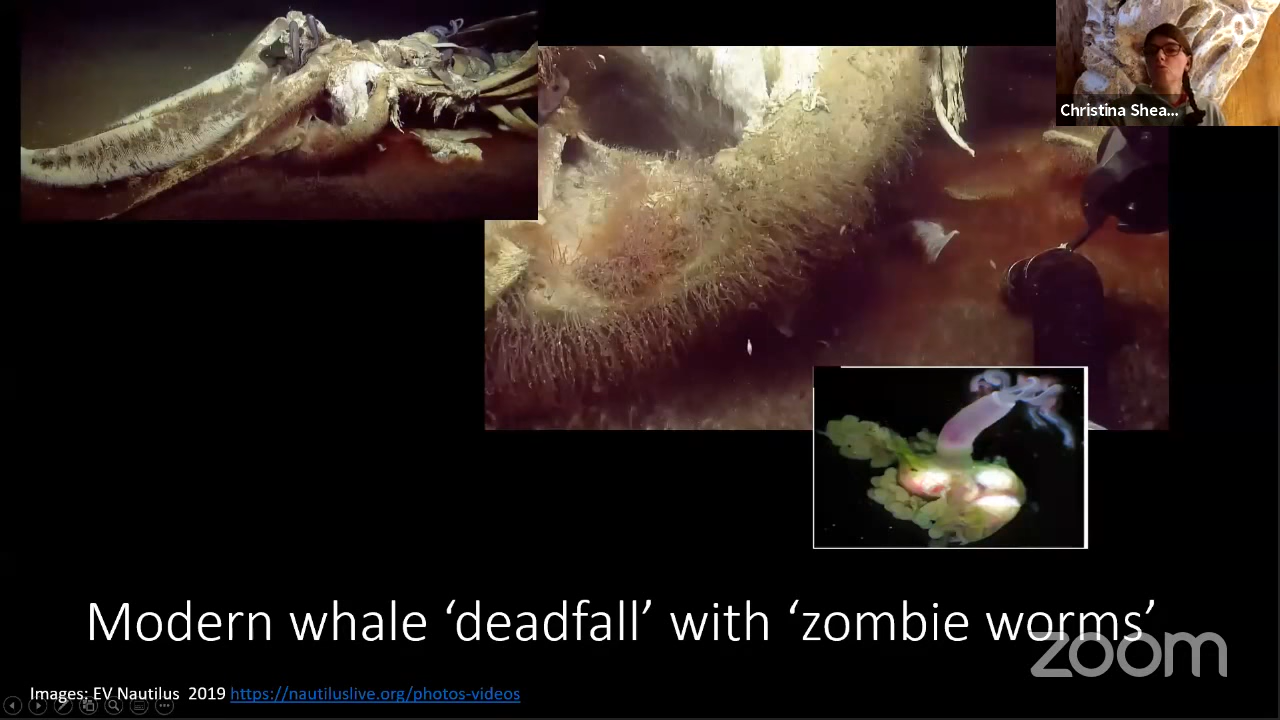 Christina Shea...
Modern whale ‘deadfall’ with ‘zombie worms’
zoom
Images: EV Nautilus 2019 https://nautiluslive.org/photos-videos